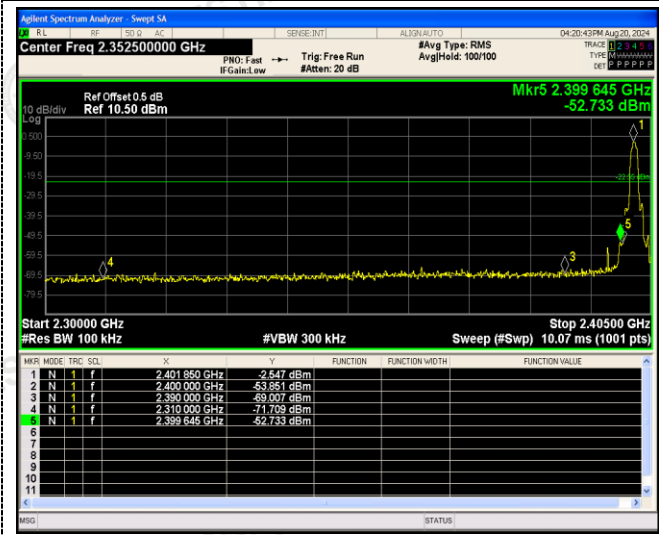 Agilent Spectrum Analyzer - Swept SA
RL RF 50 Ω AC SENSE:INT ALIGNAUTO 04:20:43PM Aug20, 2024
Center Freq 2.352500000 GHz
PNO: Fast
IFGain:Low
Trig: Free Run
#Atten: 20 dB
#Avg Type: RMS
Avg|Hold: 100/100
TRACE 1 2 3 4 5 6
TYPE M
DET P P P P P P
Ref Offset 0.5 dB
Ref 10.50 dBm
10 dB/div
Log
Mkr5 2.399 645 GHz
-52.733 dBm
0.500
-9.50
-19.5
-29.5
-39.5
-49.5
-59.5
-69.5
-79.5
1
5
3
4
Start 2.30000 GHz
Stop 2.40500 GHz
#Res BW 100 kHz
#VBW 300 kHz
Sweep (#Swp) 10.07 ms (1001 pts)
MKR MODE TRC SCL X Y FUNCTION FUNCTION WIDTH FUNCTION VALUE
1 N 1 f 2.401 850 GHz -2.547 dBm
2 N 1 f 2.400 000 GHz -53.851 dBm
3 N 1 f 2.390 000 GHz -69.007 dBm
4 N 1 f 2.310 000 GHz -71.709 dBm
5 N 1 f 2.399 645 GHz -52.733 dBm
6
7
8
9
10
11
MSG STATUS